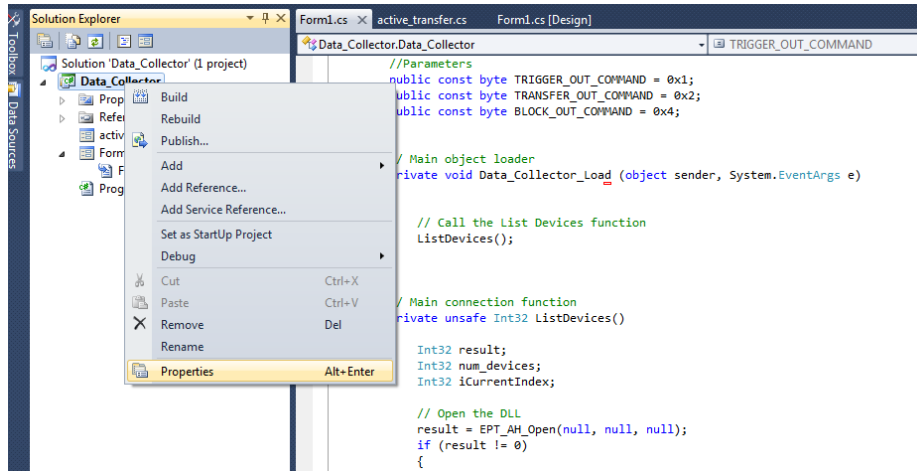 Toolbox
Data Sources
Solution Explorer
Solution 'Data_Collector' (1 project)
Data_Collector
Prop
Refer
activ
Form
F
Prog
Build
Rebuild
Publish...
Add
Add Reference...
Add Service Reference...
Set as StartUp Project
Debug
Cut Ctrl+X
Paste Ctrl+V
Remove Del
Rename
Properties Alt+Enter
Form1.cs active_transfer.cs Form1.cs [Design]
Data_Collector.Data_Collector TRIGGER_OUT_COMMAND
//Parameters
public const byte TRIGGER_OUT_COMMAND = 0x1;
ublic const byte TRANSFER_OUT_COMMAND = 0x2;
ublic const byte BLOCK_OUT_COMMAND = 0x4;
/ Main object loader
rivate void Data_Collector_Load (object sender, System.EventArgs e)
// Call the List Devices function
ListDevices();
/ Main connection function
rivate unsafe Int32 ListDevices()
Int32 result;
Int32 num_devices;
Int32 iCurrentIndex;
// Open the DLL
result = EPT_AH_Open(null, null, null);
if (result != 0)
{